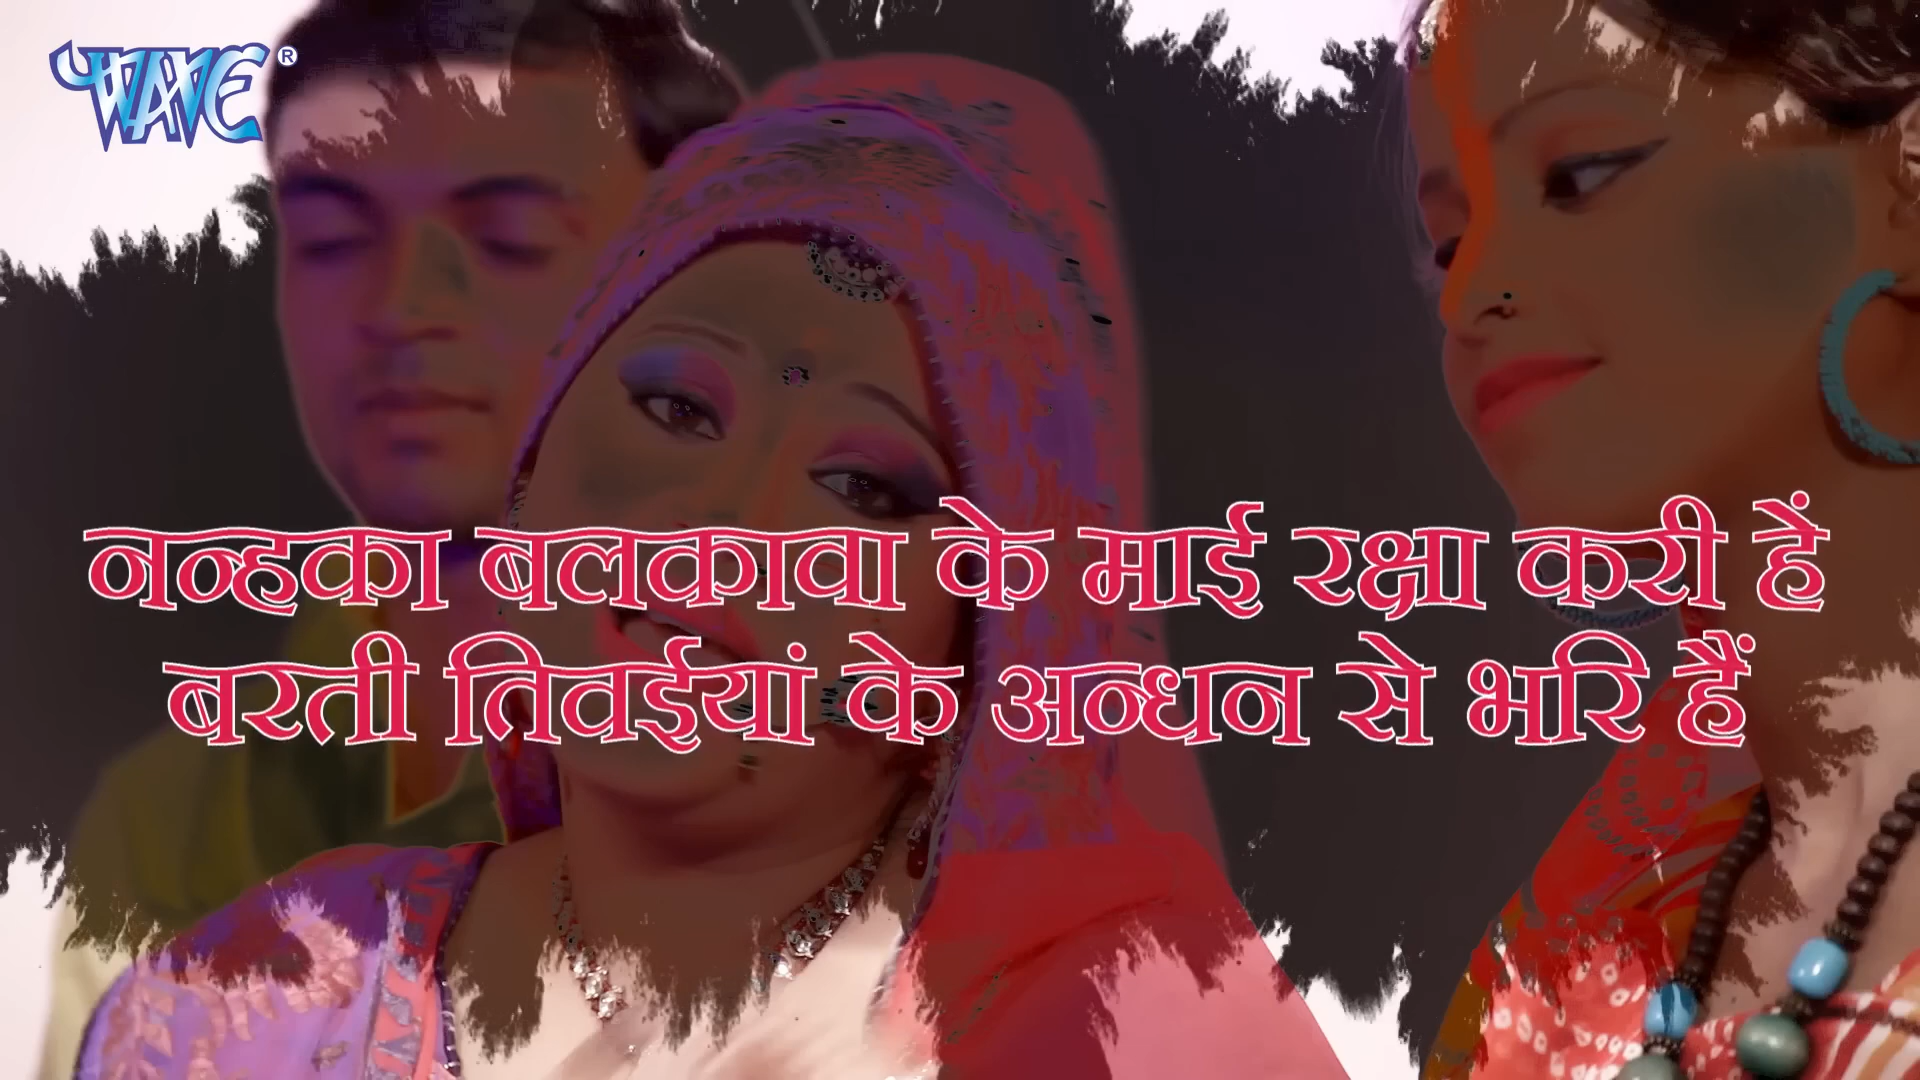 WAVE®
नन्हका बलकावा के माई रक्षा करी हें
बरती तिवईयां के अन्धन से भरि हैं